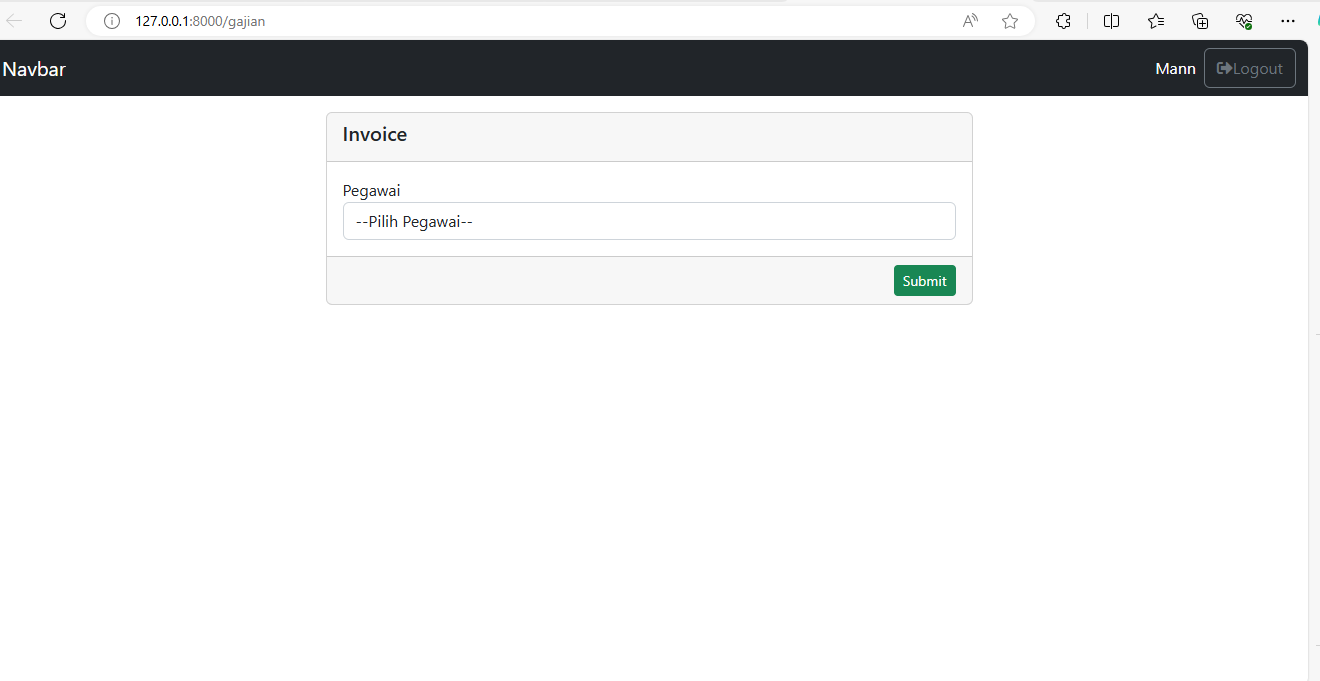 127.0.0.1:8000/gajian
Navbar
Mann
Logout
Invoice
Pegawai
--Pilih Pegawai--
Submit